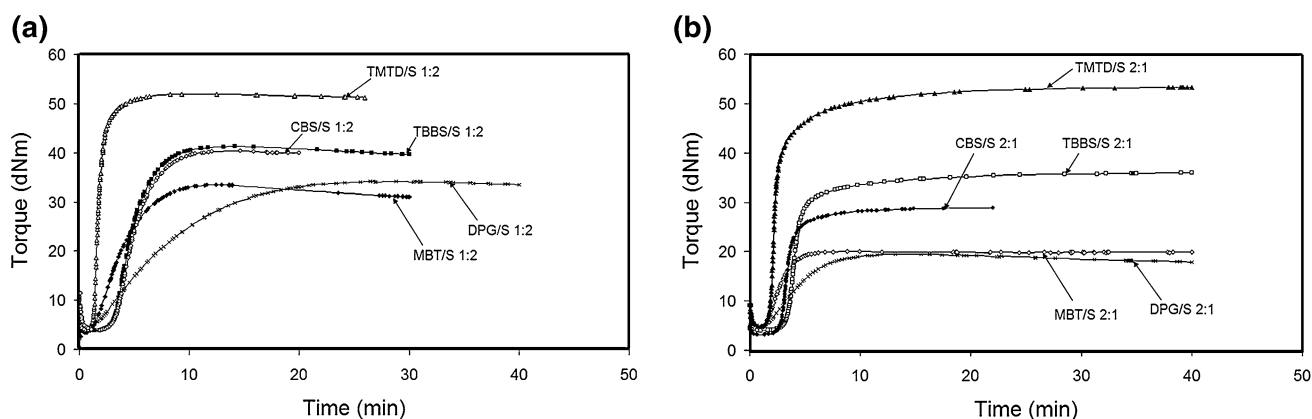 (a)
60
50
40
30
20
10
0
Torque (dNm)
0 10 20 30 40 50
Time (min)
TMTD/S 1:2
CBS/S 1:2
TBBS/S 1:2
DPG/S 1:2
MBT/S 1:2
(b)
60
50
40
30
20
10
0
Torque (dNm)
0 10 20 30 40 50
Time (min)
TMTD/S 2:1
CBS/S 2:1
TBBS/S 2:1
MBT/S 2:1
DPG/S 2:1